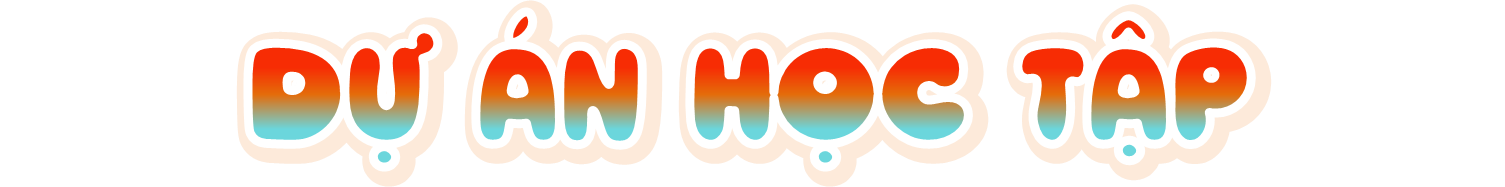 DỰ ÁN HỌC TẬP